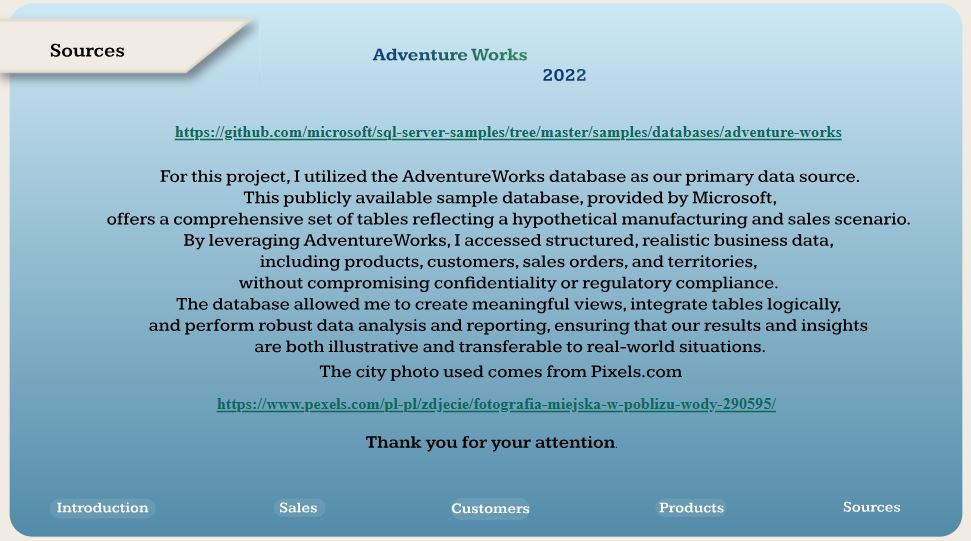 Sources
Adventure Works
2022
https://github.com/microsoft/sql-server-samples/tree/master/samples/databases/adventure-works
For this project, I utilized the AdventureWorks database as our primary data source.
This publicly available sample database, provided by Microsoft,
offers a comprehensive set of tables reflecting a hypothetical manufacturing and sales scenario.
By leveraging AdventureWorks, I accessed structured, realistic business data,
including products, customers, sales orders, and territories,
without compromising confidentiality or regulatory compliance.
The database allowed me to create meaningful views, integrate tables logically,
and perform robust data analysis and reporting, ensuring that our results and insights
are both illustrative and transferable to real-world situations.
The city photo used comes from Pixels.com
https://www.pexels.com/pl-pl/zdjecie/fotografia-miejska-w-poblizu-wody-290595/
Thank you for your attention.
Introduction Sales Customers Products Sources